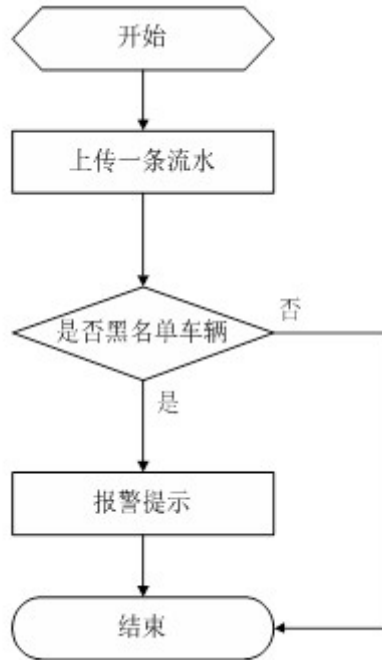 开始
上传一条流水
是否黑名单车辆
否
是
报警提示
结束